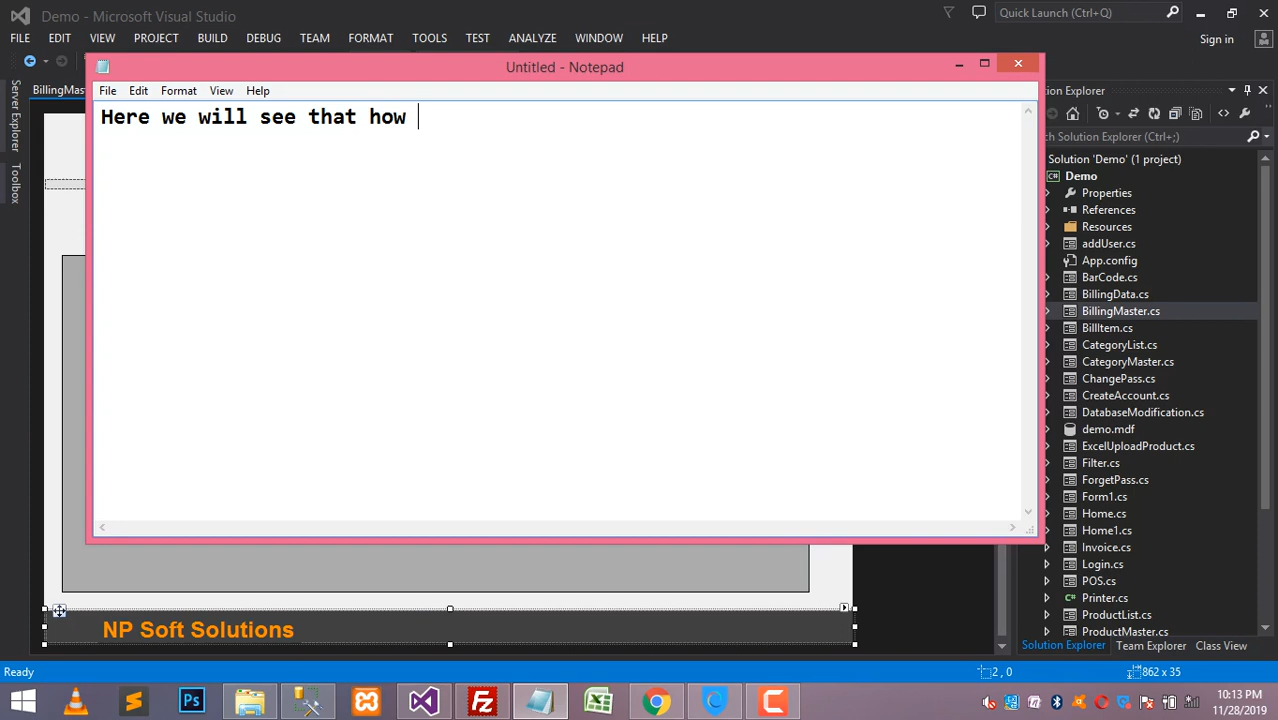 Demo - Microsoft Visual Studio
Quick Launch (Ctrl+Q)
FILE EDIT VIEW PROJECT BUILD DEBUG TEAM FORMAT TOOLS TEST ANALYZE WINDOW HELP
Sign in
Untitled - Notepad
File Edit Format View Help
Here we will see that how
Server Explorer
Toolbox
BillingMas
NP Soft Solutions
on Explorer
ch Solution Explorer (Ctrl+;)
Solution 'Demo' (1 project)
Demo
Properties
References
Resources
addUser.cs
App.config
BarCode.cs
BillingData.cs
BillingMaster.cs
BillItem.cs
CategoryList.cs
CategoryMaster.cs
ChangePass.cs
CreateAccount.cs
DatabaseModification.cs
demo.mdf
ExcelUploadProduct.cs
Filter.cs
ForgetPass.cs
Form1.cs
Home.cs
Home1.cs
Invoice.cs
Login.cs
POS.cs
Printer.cs
ProductList.cs
ProductMaster.cs
Solution Explorer Team Explorer Class View
Ready
2, 0
862 x 35
Ps
Fz
10:13 PM
11/28/2019